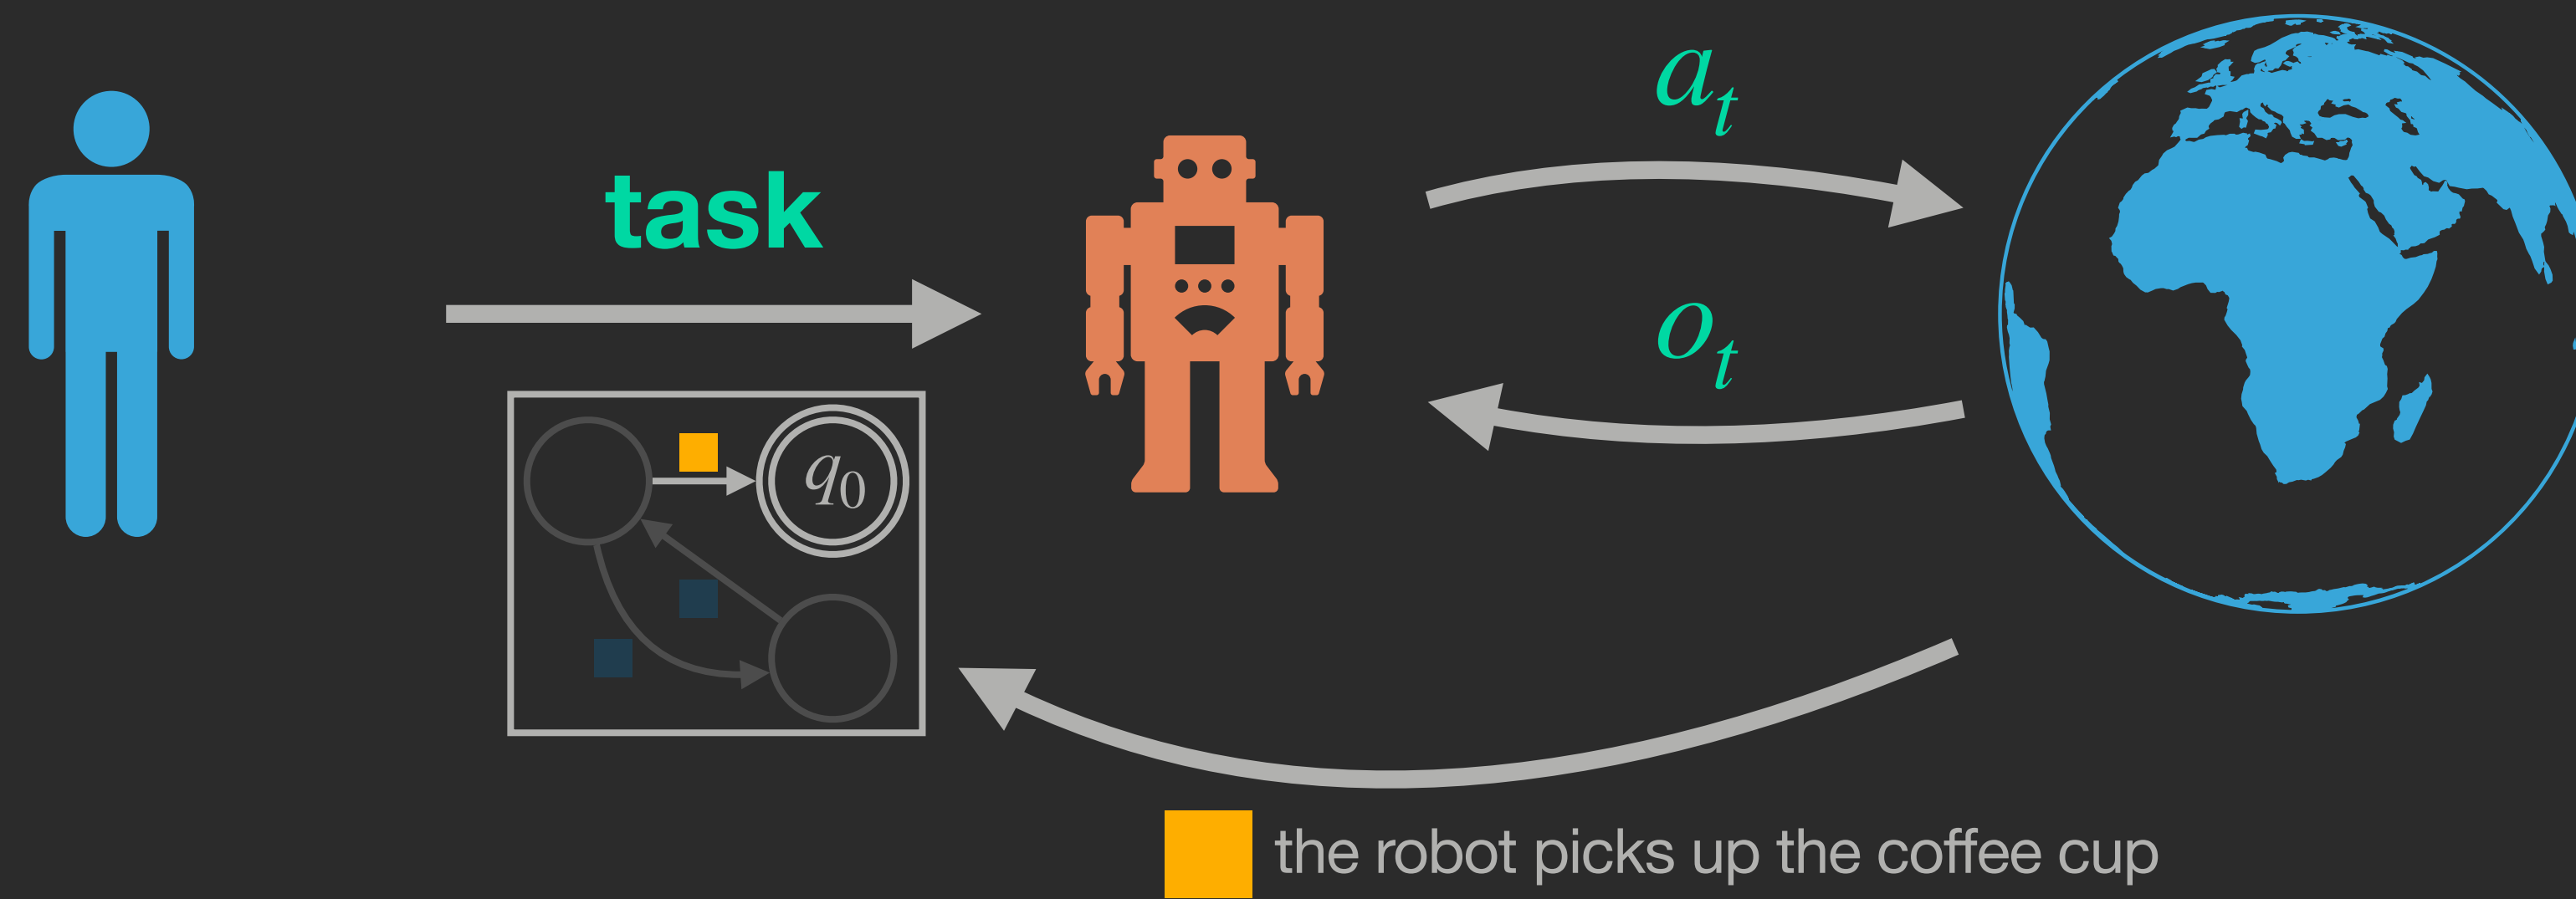 a_t
task
o_t
q_0
the robot picks up the coffee cup